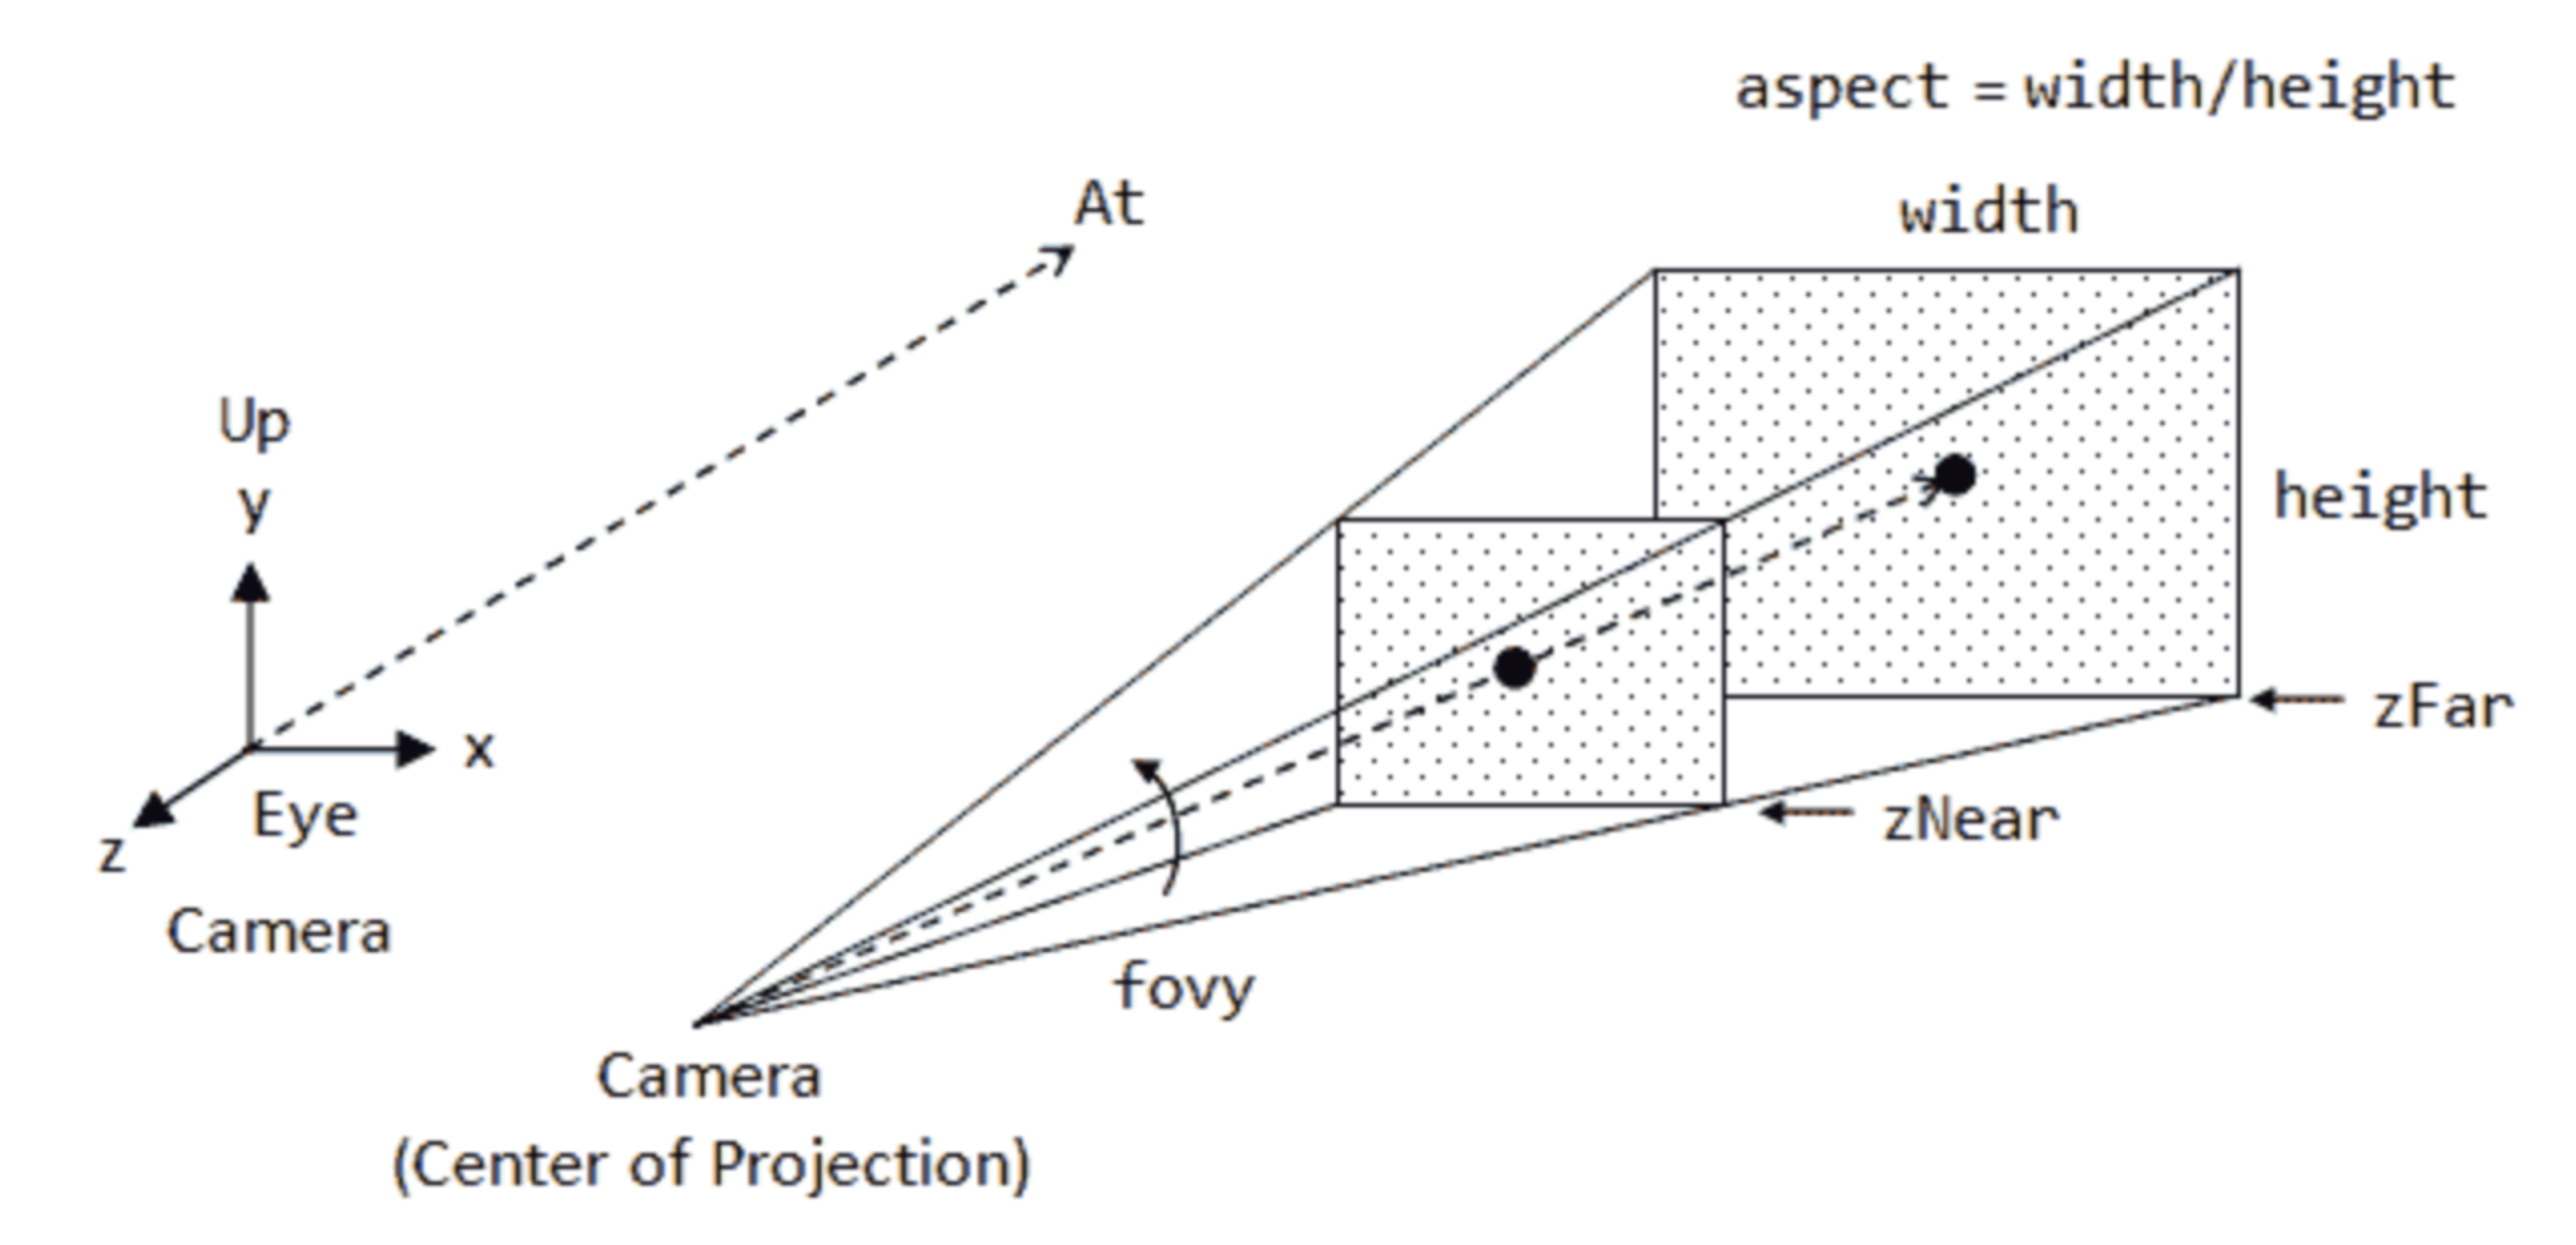 aspect = width/height
At
width
Up
y
height
x
zFar
Eye
zNear
z
Camera
fovy
Camera
(Center of Projection)